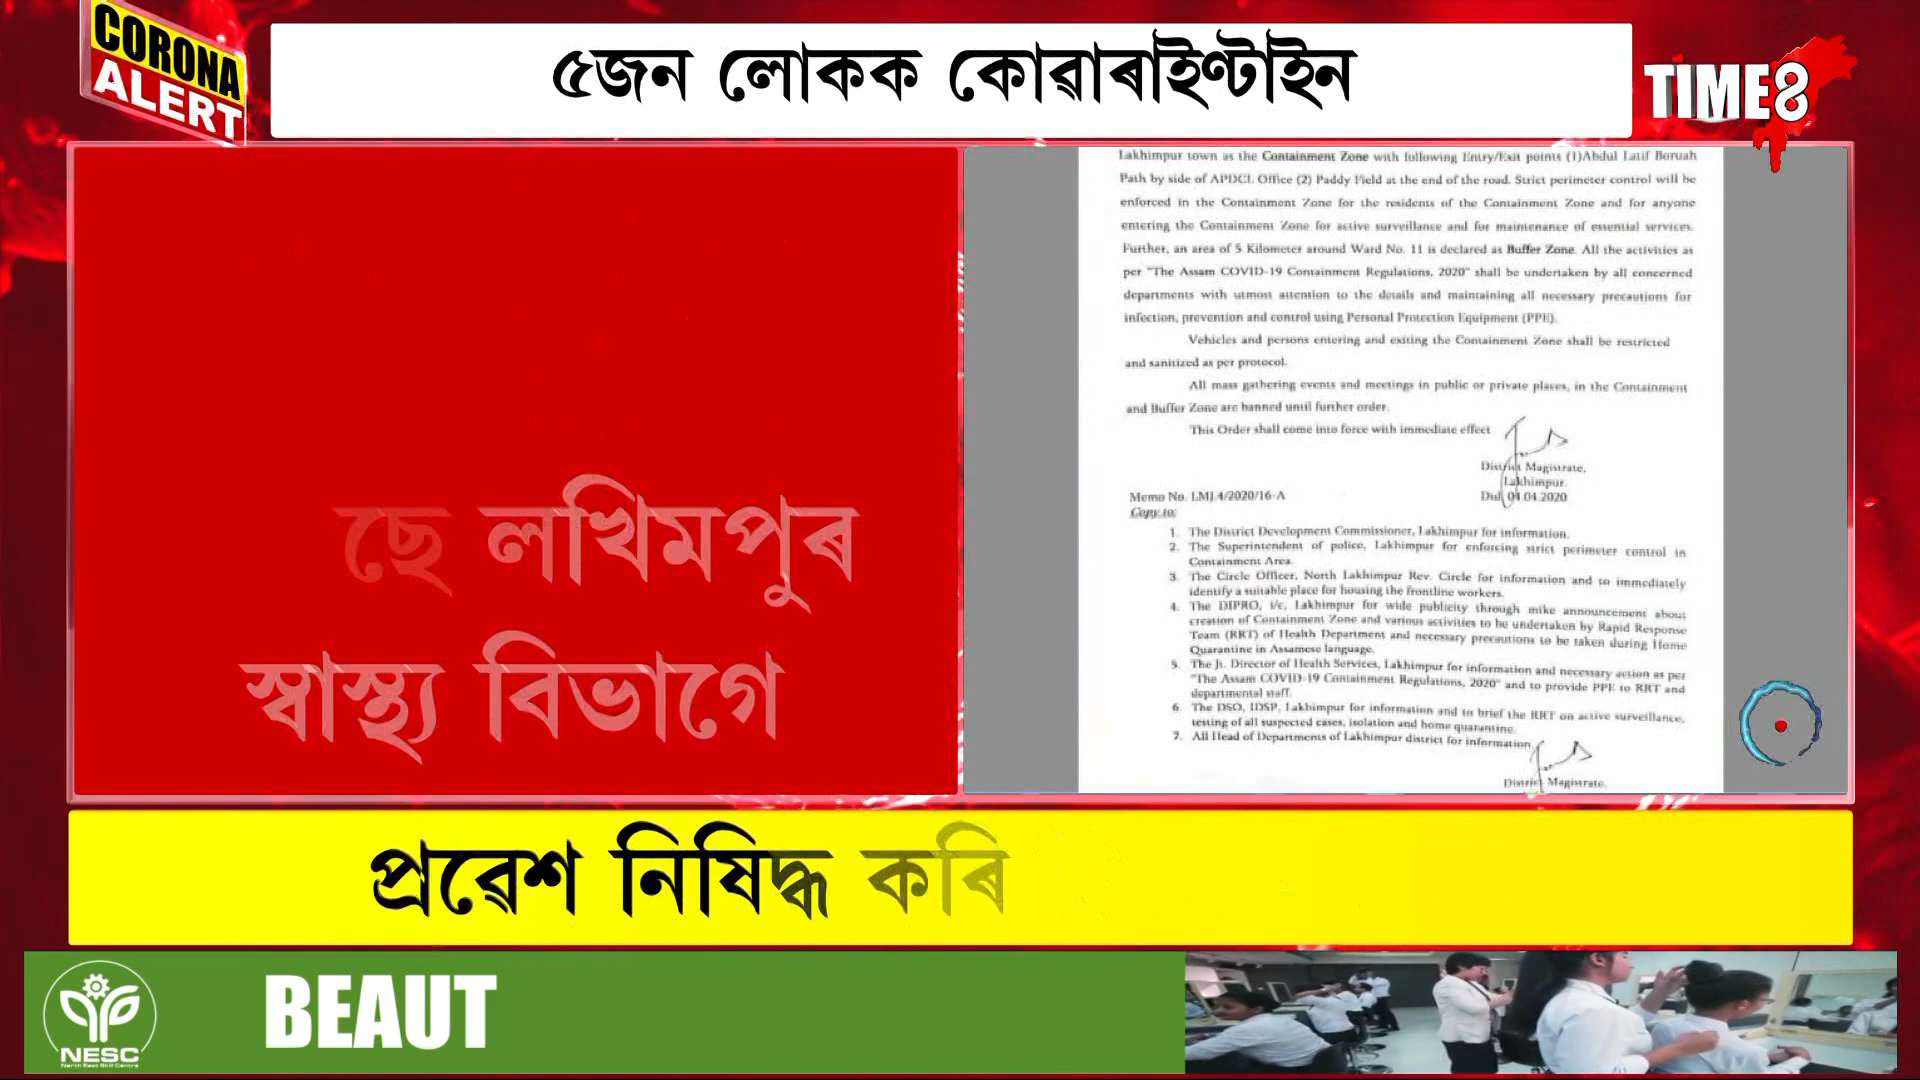 CORONA
ALERT
৫জন লোকক কোৱাৰাইণ্টাইন
TIME8
ছে লখিমপুৰ
স্বাস্থ্য বিভাগে
Lakhimpur town as the Containment Zone with following Entry/Exit points (1)Abdul Latif Boruah
Path by side of APDCL Office (2) Paddy Field at the end of the road. Strict perimeter control will be
enforced in the Containment Zone for the residents of the Containment Zone and for anyone
entering the Containment Zone for active surveillance and for maintenance of essential services.
Further, an area of 5 Kilometer around Ward No. 11 is declared as Buffer Zone. All the activities as
per "The Assam COVID-19 Containment Regulations, 2020" shall be undertaken by all concerned
departments with utmost attention to the details and maintaining all necessary precautions for
infection, prevention and control using Personal Protection Equipment (PPE).
Vehicles and persons entering and exiting the Containment Zone shall be restricted
and sanitized as per protocol.
All mass gathering events and meetings in public or private places, in the Containment
and Buffer Zone are banned until further order.
This Order shall come into force with immediate effect
District Magistrate,
Lakhimpur.
Dtd. 04.04.2020
Memo No. LMJ.4/2020/16-A
Copy to:
1. The District Development Commissioner, Lakhimpur for information.
2. The Superintendent of police, Lakhimpur for enforcing strict perimeter control in
Containment Area.
3. The Circle Officer, North Lakhimpur Rev. Circle for information and to immediately
identify a suitable place for housing the frontline workers.
4. The DIPRO, i/c, Lakhimpur for wide publicity through mike announcement about
creation of Containment Zone and various activities to be undertaken by Rapid Response
Team (RRT) of Health Department and necessary precautions to be taken during Home
Quarantine in Assamese language.
5. The Jt. Director of Health Services, Lakhimpur for information and necessary action as per
"The Assam COVID-19 Containment Regulations, 2020" and to provide PPE to RRT and
departmental staff.
6. The DSO, IDSP, Lakhimpur for information and to brief the RRT on active surveillance,
testing of all suspected cases, isolation and home quarantine.
7. All Head of Departments of Lakhimpur district for information
District Magistrate,
প্ৰৱেশ নিষিদ্ধ কৰি
NESC
North East Skill Centre
BEAUT